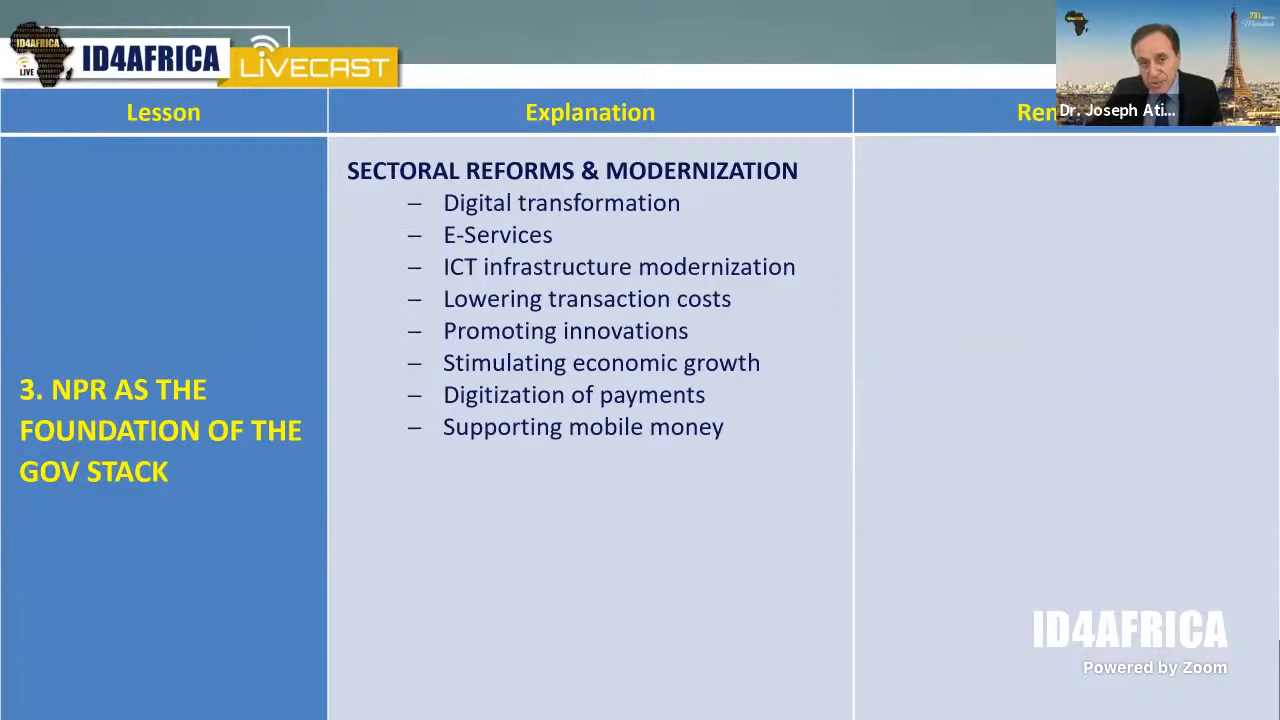 ID4AFRICA
LIVE
ID4AFRICA
LIVECAST
Lesson
Explanation
Ren
Dr. Joseph Ati...
SECTORAL REFORMS & MODERNIZATION
– Digital transformation
– E-Services
– ICT infrastructure modernization
– Lowering transaction costs
– Promoting innovations
– Stimulating economic growth
– Digitization of payments
– Supporting mobile money
3. NPR AS THE
FOUNDATION OF THE
GOV STACK
ID4AFRICA
Powered by Zoom